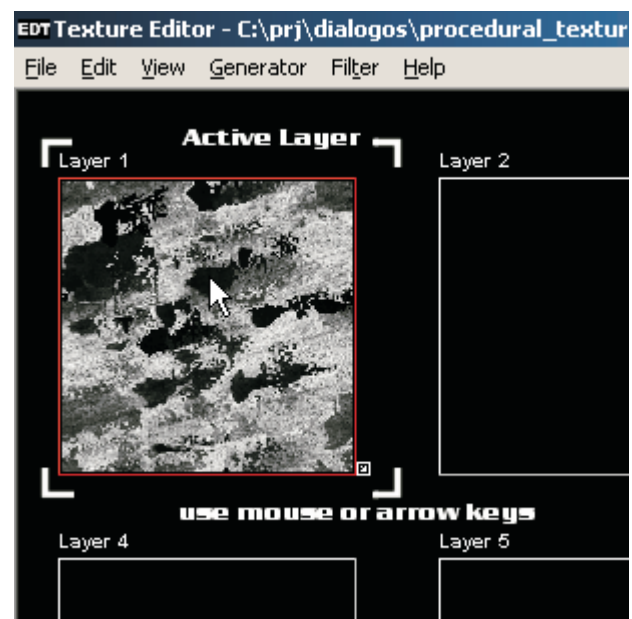 EDT Texture Editor - C:\prj\dialogos\procedural_textur
File Edit View Generator Filter Help
Active Layer
Layer 1 Layer 2
use mouse or arrow keys
Layer 4 Layer 5